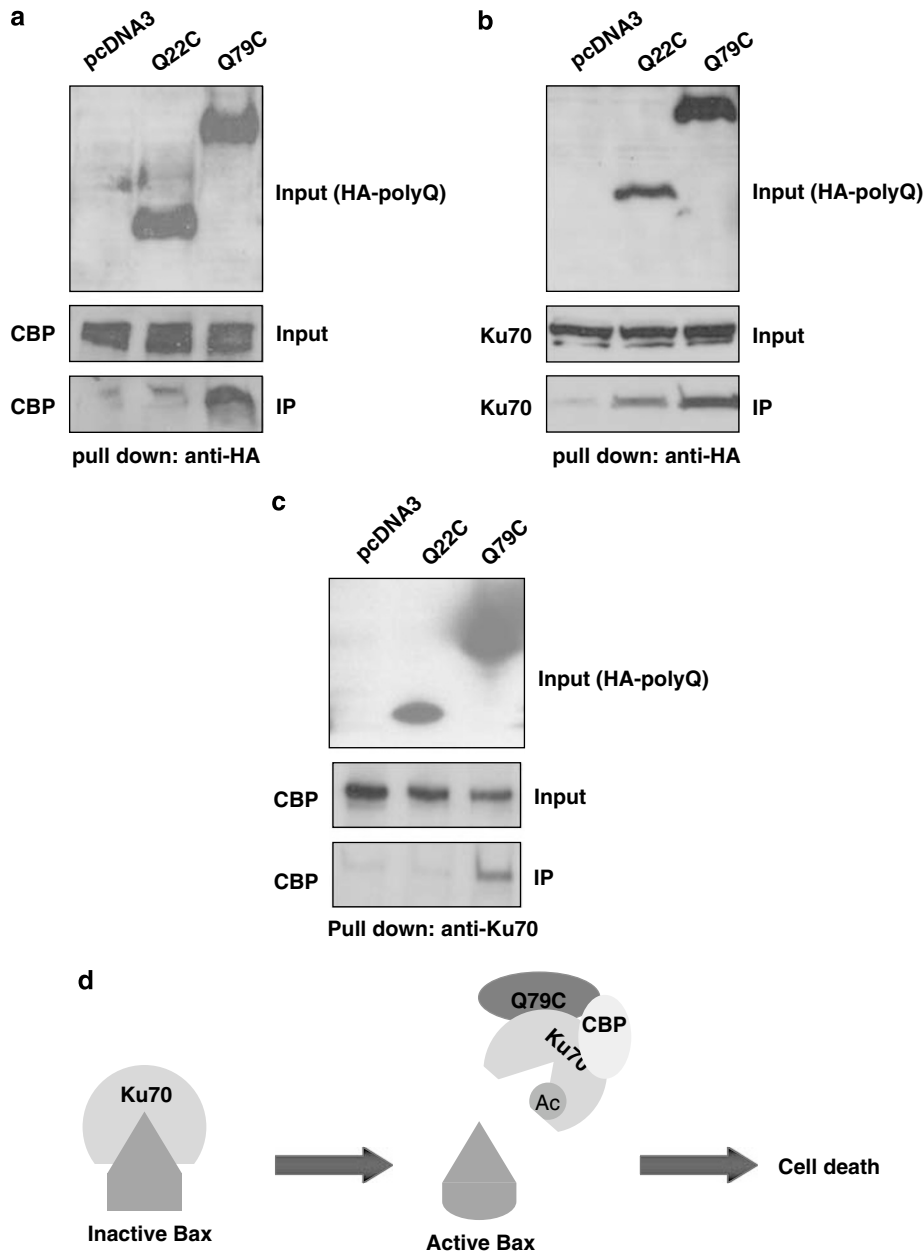 a
pcDNA3 Q22C Q79C
Input (HA-polyQ)
CBP Input
CBP IP
pull down: anti-HA
b
pcDNA3 Q22C Q79C
Input (HA-polyQ)
Ku70 Input
Ku70 IP
pull down: anti-HA
c
pcDNA3 Q22C Q79C
Input (HA-polyQ)
CBP Input
CBP IP
Pull down: anti-Ku70
d
Ku70
Inactive Bax
Q79C
CBP
Ku70
Ac
Active Bax
Cell death